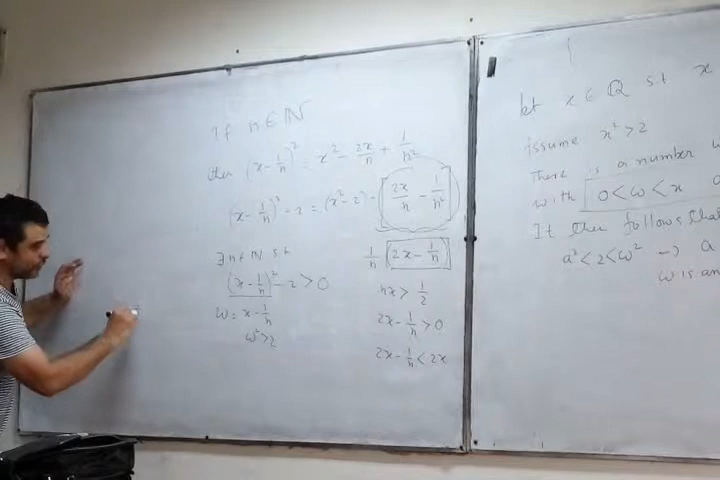 If n ∈ ℕ
then (x - 1/n)² = x² - 2x/n + 1/n²
(x - 1/n)² - 2 = (x² - 2) - [2x/n - 1/n²]
∃ n ∈ ℕ s.t
(x - 1/n)² - 2 > 0
w = x - 1/n
w² > 2
1/n [2x - 1/n]
nx > 1/2
2x - 1/n > 0
2x - 1/n < 2x
let x ∈ ℚ s.t x
Assume x² > 2
There is a number w
with 0 < w < x
It then follows that
a² < 2 < w² → a
w is an